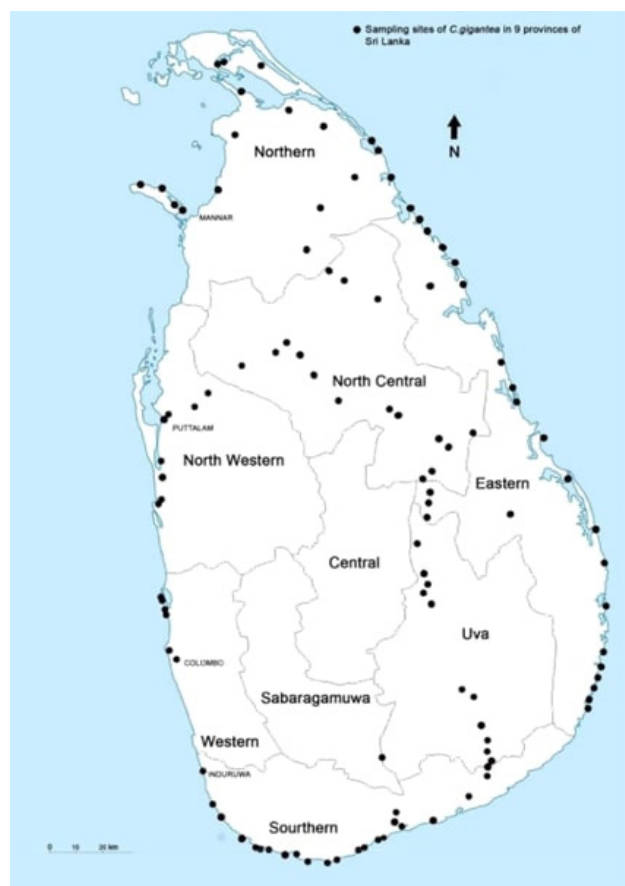 Sampling sites of C.gigantea in 9 provinces of
Sri Lanka
N
Northern
MANNAR
North Central
PUTTALAM
North Western
Eastern
Central
Uva
COLOMBO
Sabaragamuwa
Western
INDURUWA
Sourthern
0 10 20 km